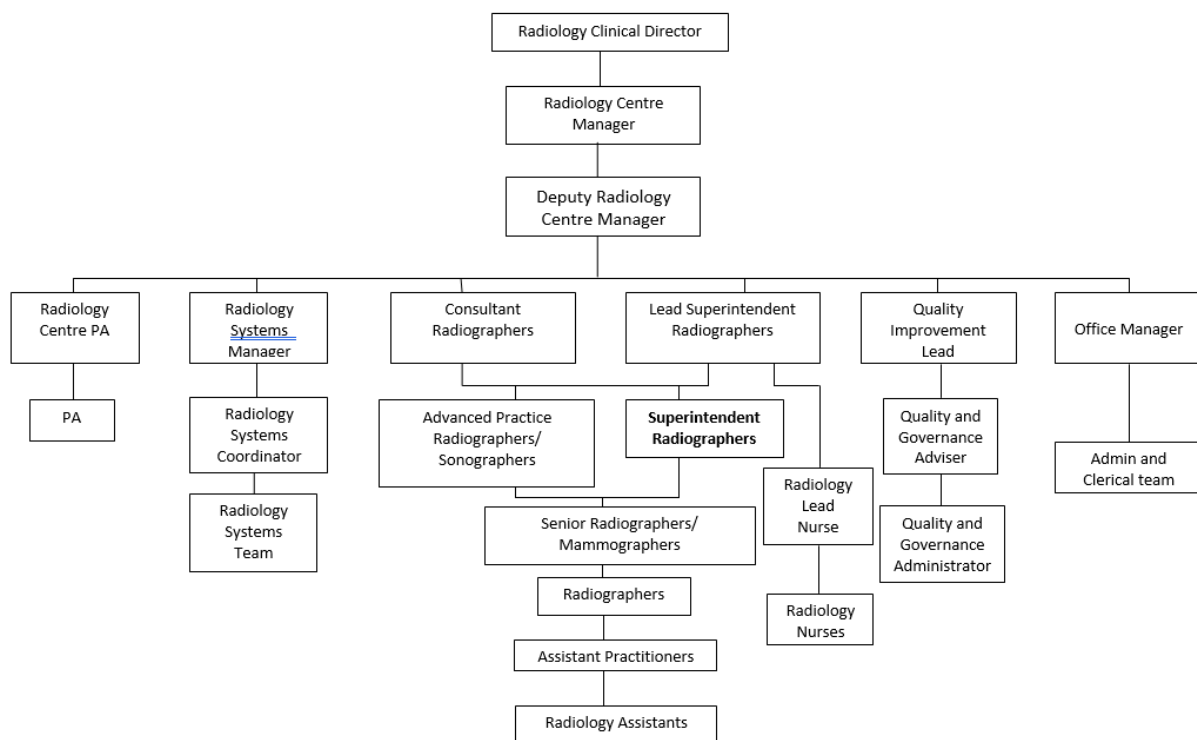 Radiology Clinical Director
Radiology Centre
Manager
Deputy Radiology
Centre Manager
Radiology
Centre PA
Radiology
Systems
Manager
Consultant
Radiographers
Lead Superintendent
Radiographers
Quality
Improvement
Lead
Office Manager
PA
Radiology
Systems
Coordinator
Advanced Practice
Radiographers/
Sonographers
Superintendent
Radiographers
Quality and
Governance
Adviser
Admin and
Clerical team
Radiology
Lead
Nurse
Radiology
Systems
Team
Senior Radiographers/
Mammographers
Quality and
Governance
Administrator
Radiographers
Radiology
Nurses
Assistant Practitioners
Radiology Assistants